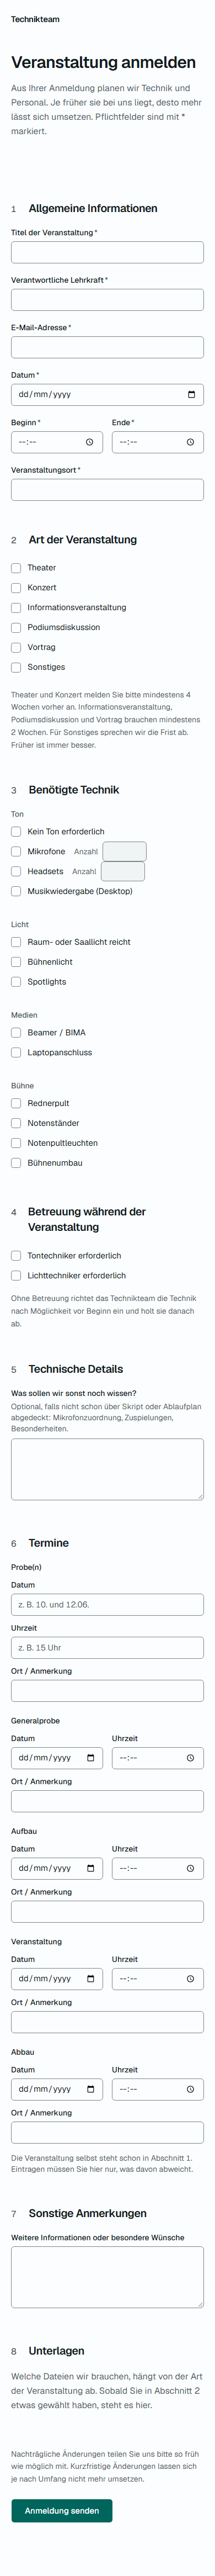 Technikteam
Veranstaltung anmelden
Aus Ihrer Anmeldung planen wir Technik und
Personal. Je früher sie bei uns liegt, desto mehr
lässt sich umsetzen. Pflichtfelder sind mit *
markiert.
1 Allgemeine Informationen
Titel der Veranstaltung *
Verantwortliche Lehrkraft *
E-Mail-Adresse *
Datum *
dd/mm/yyyy
Beginn * Ende *
--:-- --:--
Veranstaltungsort *
2 Art der Veranstaltung
Theater
Konzert
Informationsveranstaltung
Podiumsdiskussion
Vortrag
Sonstiges
Theater und Konzert melden Sie bitte mindestens 4
Wochen vorher an. Informationsveranstaltung,
Podiumsdiskussion und Vortrag brauchen mindestens
2 Wochen. Für Sonstiges sprechen wir die Frist ab.
Früher ist immer besser.
3 Benötigte Technik
Ton
Kein Ton erforderlich
Mikrofone Anzahl
Headsets Anzahl
Musikwiedergabe (Desktop)
Licht
Raum- oder Saallicht reicht
Bühnenlicht
Spotlights
Medien
Beamer / BIMA
Laptopanschluss
Bühne
Rednerpult
Notenständer
Notenpultleuchten
Bühnenumbau
4 Betreuung während der
Veranstaltung
Tontechniker erforderlich
Lichttechniker erforderlich
Ohne Betreuung richtet das Technikteam die Technik
nach Möglichkeit vor Beginn ein und holt sie danach
ab.
5 Technische Details
Was sollen wir sonst noch wissen?
Optional, falls nicht schon über Skript oder Ablaufplan
abgedeckt: Mikrofonzuordnung, Zuspielungen,
Besonderheiten.
6 Termine
Probe(n)
Datum
z. B. 10. und 12.06.
Uhrzeit
z. B. 15 Uhr
Ort / Anmerkung
Generalprobe
Datum Uhrzeit
dd/mm/yyyy --:--
Ort / Anmerkung
Aufbau
Datum Uhrzeit
dd/mm/yyyy --:--
Ort / Anmerkung
Veranstaltung
Datum Uhrzeit
dd/mm/yyyy --:--
Ort / Anmerkung
Abbau
Datum Uhrzeit
dd/mm/yyyy --:--
Ort / Anmerkung
Die Veranstaltung selbst steht schon in Abschnitt 1.
Eintragen müssen Sie hier nur, was davon abweicht.
7 Sonstige Anmerkungen
Weitere Informationen oder besondere Wünsche
8 Unterlagen
Welche Dateien wir brauchen, hängt von der Art
der Veranstaltung ab. Sobald Sie in Abschnitt 2
etwas gewählt haben, steht es hier.
Nachträgliche Änderungen teilen Sie uns bitte so früh
wie möglich mit. Kurzfristige Änderungen lassen sich
je nach Umfang nicht mehr umsetzen.
Anmeldung senden